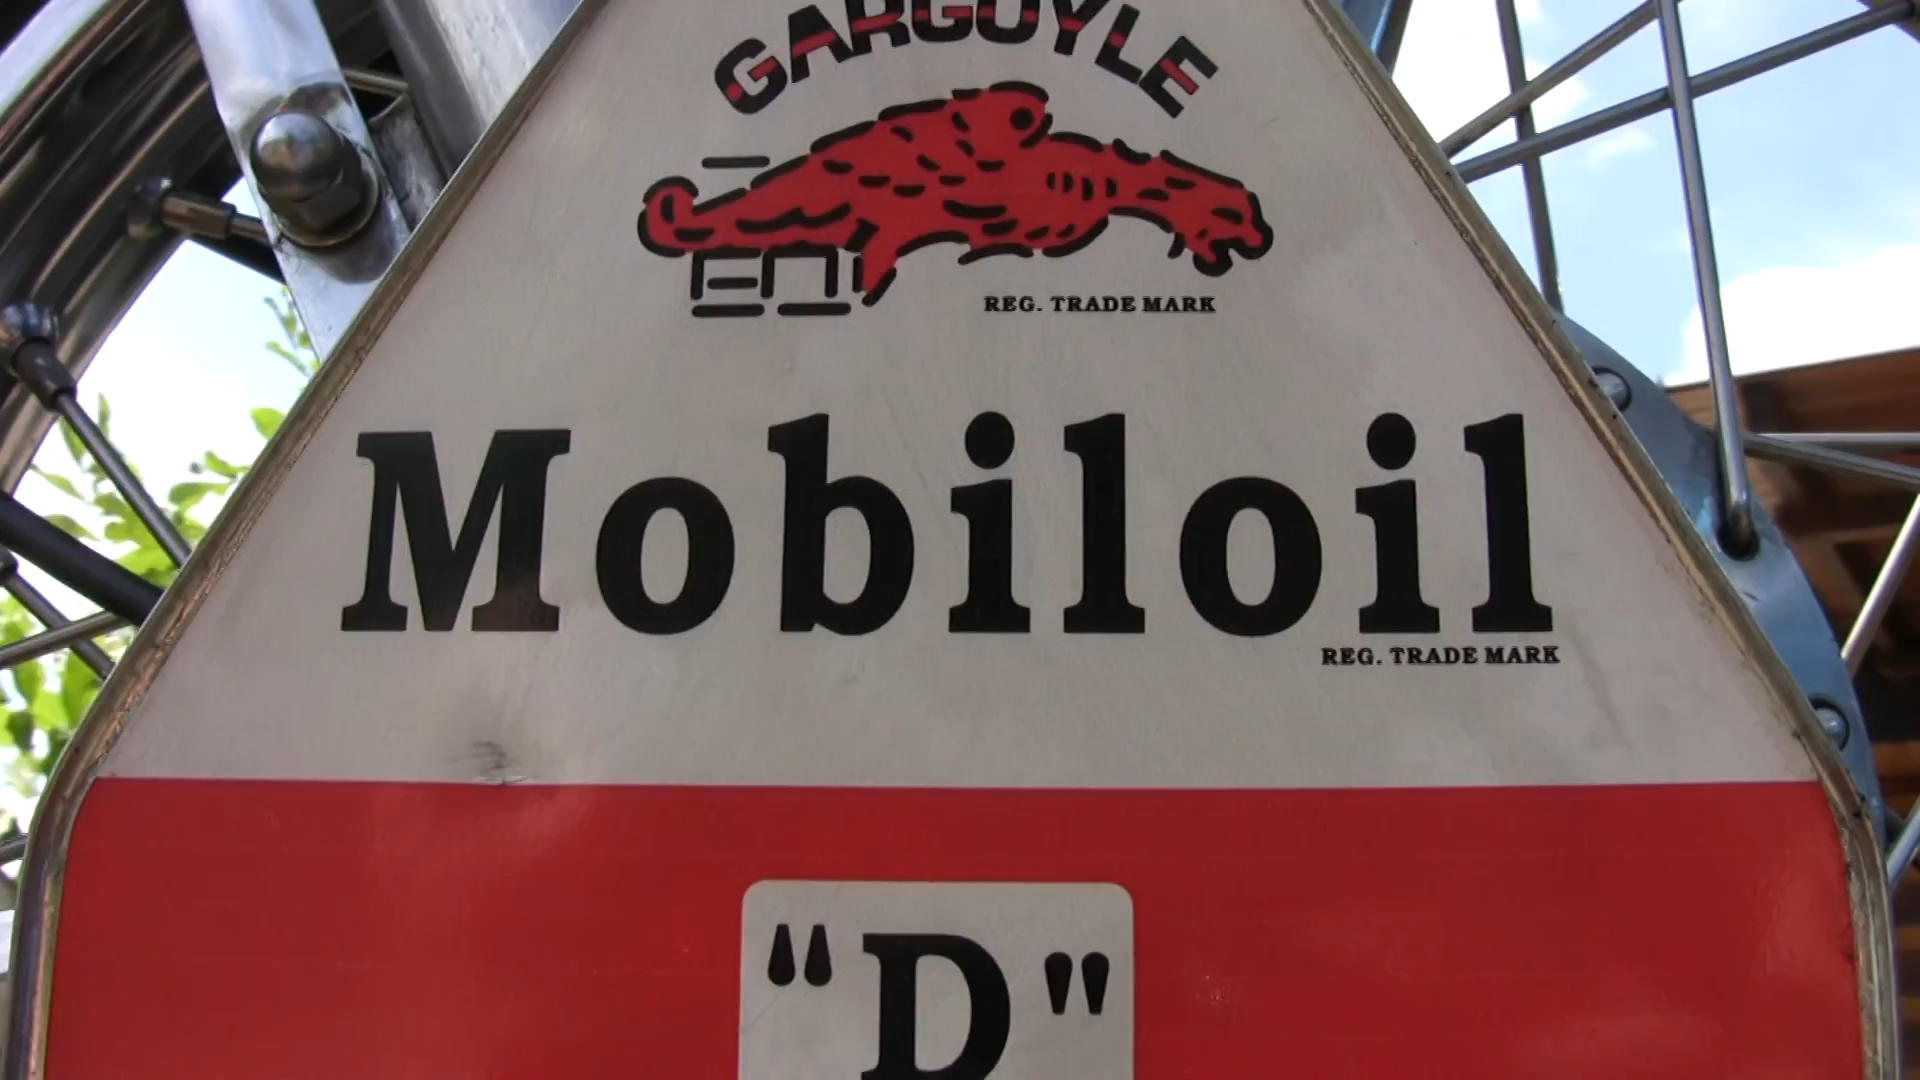 GARGOYLE
REG. TRADE MARK
Mobiloil
REG. TRADE MARK
"D"